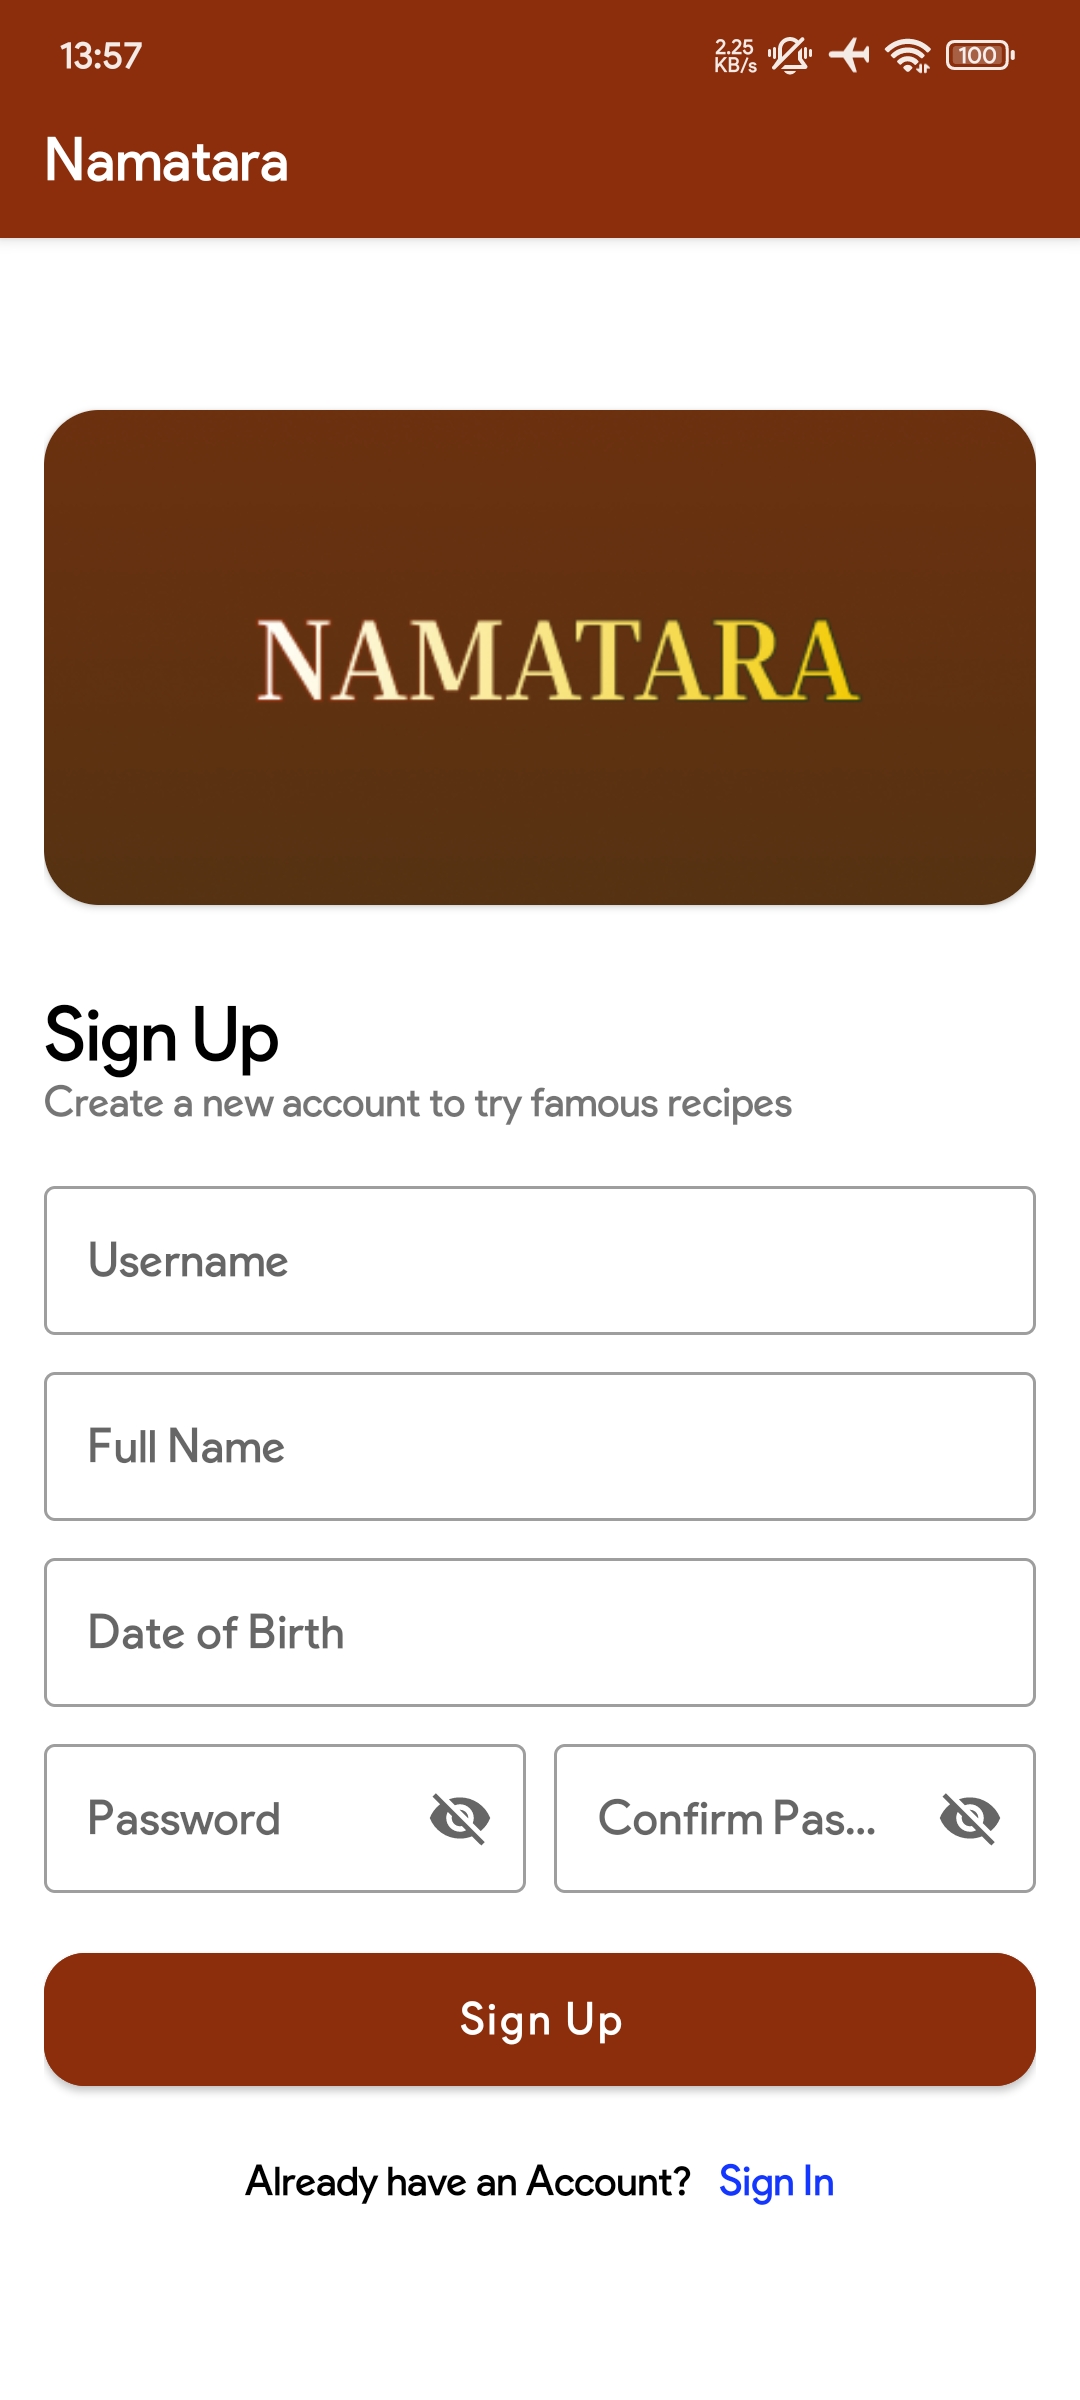 13:57
2.25
KB/s
100
Namatara
NAMATARA
Sign Up
Create a new account to try famous recipes
Username
Full Name
Date of Birth
Password
Confirm Pas...
Sign Up
Already have an Account? Sign In